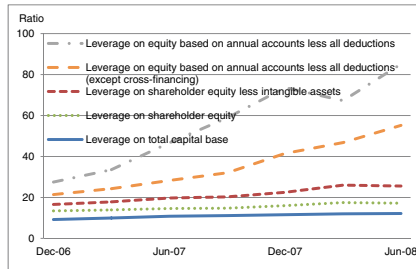 Ratio
100
80
60
40
20
0
Leverage on equity based on annual accounts less all deductions
Leverage on equity based on annual accounts less all deductions
(except cross-financing)
Leverage on shareholder equity less intangible assets
Leverage on shareholder equity
Leverage on total capital base
Dec-06 Jun-07 Dec-07 Jun-08